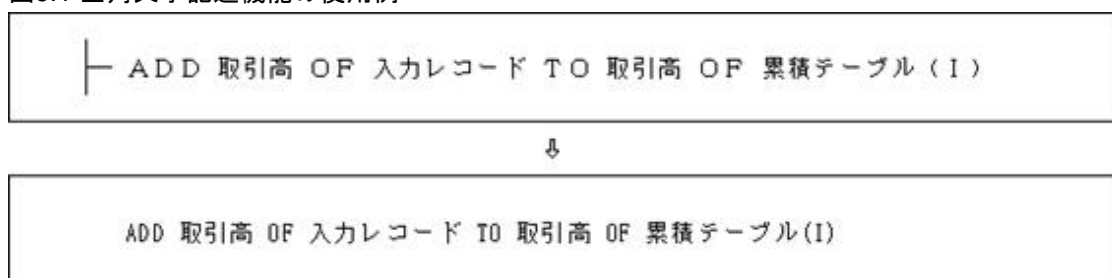 ├─ ＡＤＤ 取引高 ＯＦ 入力レコード ＴＯ 取引高 ＯＦ 累積テーブル（Ｉ）
⇩
ADD 取引高 OF 入力レコード TO 取引高 OF 累積テーブル(I)